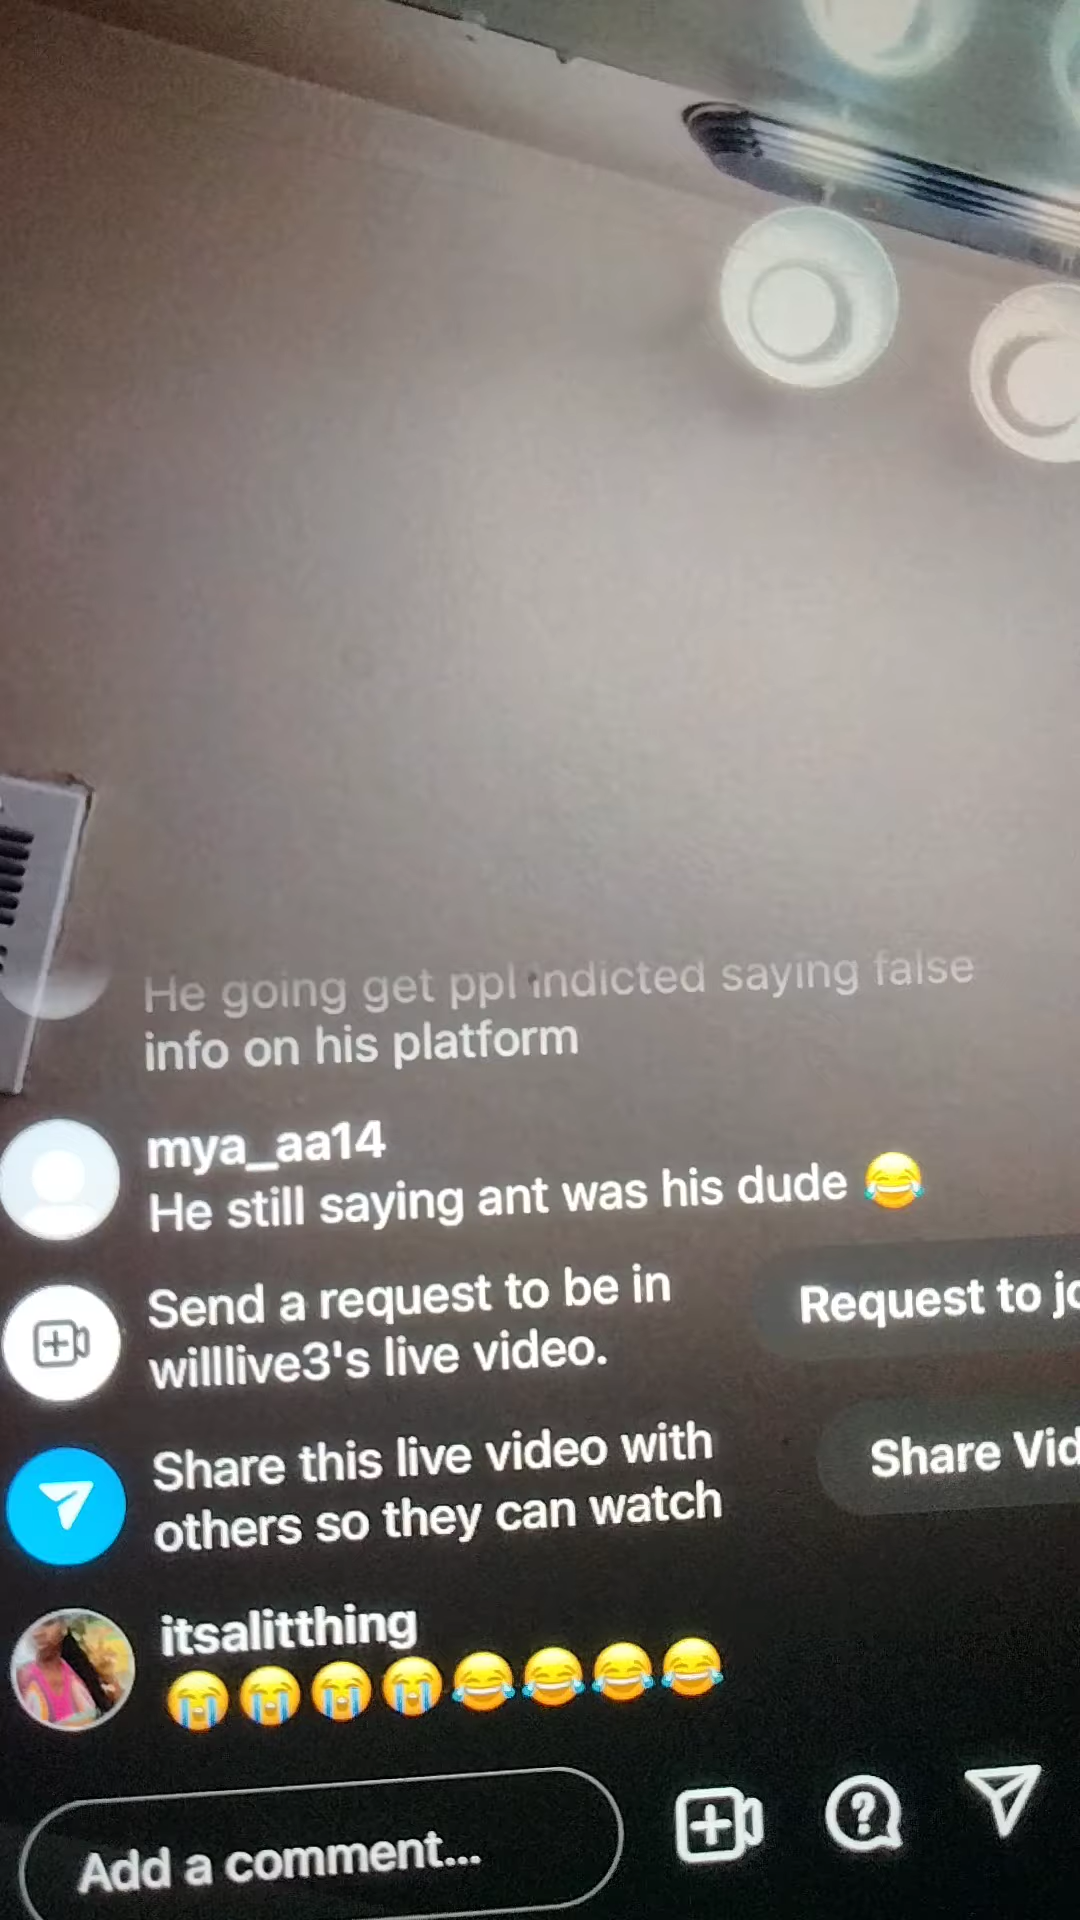 He going get ppl indicted saying false
info on his platform
mya_aa14
He still saying ant was his dude 😂
Send a request to be in
willlive3's live video.
Request to jo
Share this live video with
others so they can watch
Share Vid
itsalitthing
😭😭😭😭😂😂😂😂
Add a comment...